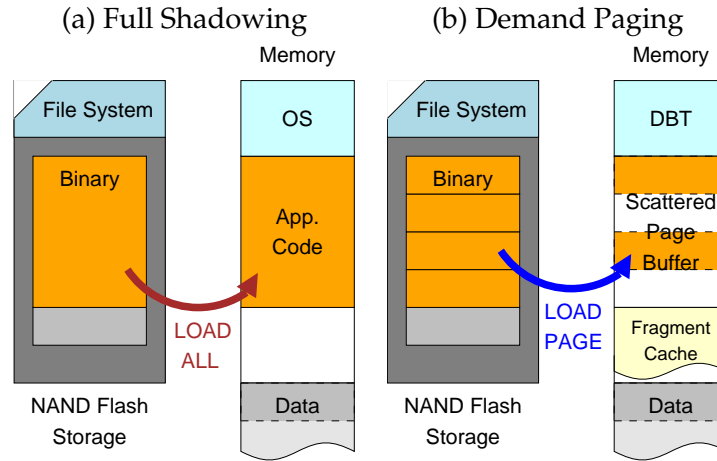 (a) Full Shadowing
Memory
File System
OS
Binary
App.
Code
LOAD
ALL
NAND Flash
Storage
Data
(b) Demand Paging
Memory
File System
DBT
Binary
Scattered
Page
Buffer
LOAD
PAGE
Fragment
Cache
NAND Flash
Storage
Data